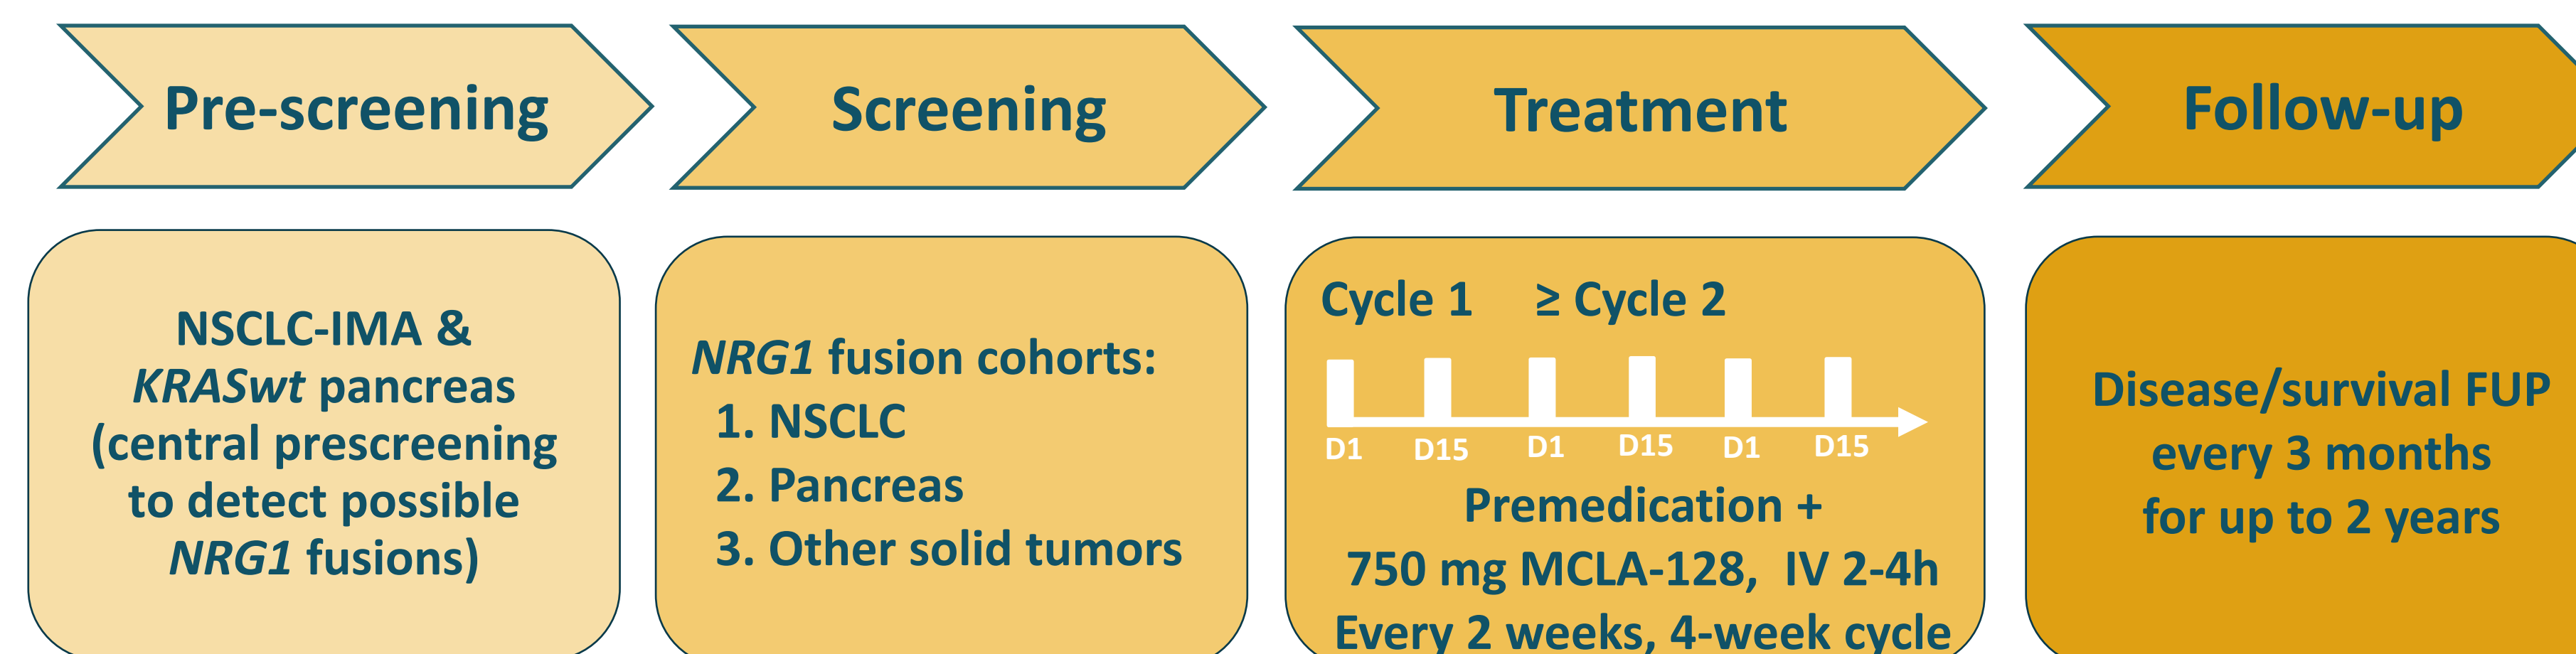 Pre-screening
Screening
Treatment
Follow-up
NSCLC-IMA &
KRASwt pancreas
(central prescreening
to detect possible
NRG1 fusions)
NRG1 fusion cohorts:
1. NSCLC
2. Pancreas
3. Other solid tumors
Cycle 1 ≥ Cycle 2
D1 D15 D1 D15 D1 D15
Premedication +
750 mg MCLA-128, IV 2-4h
Every 2 weeks, 4-week cycle
Disease/survival FUP
every 3 months
for up to 2 years